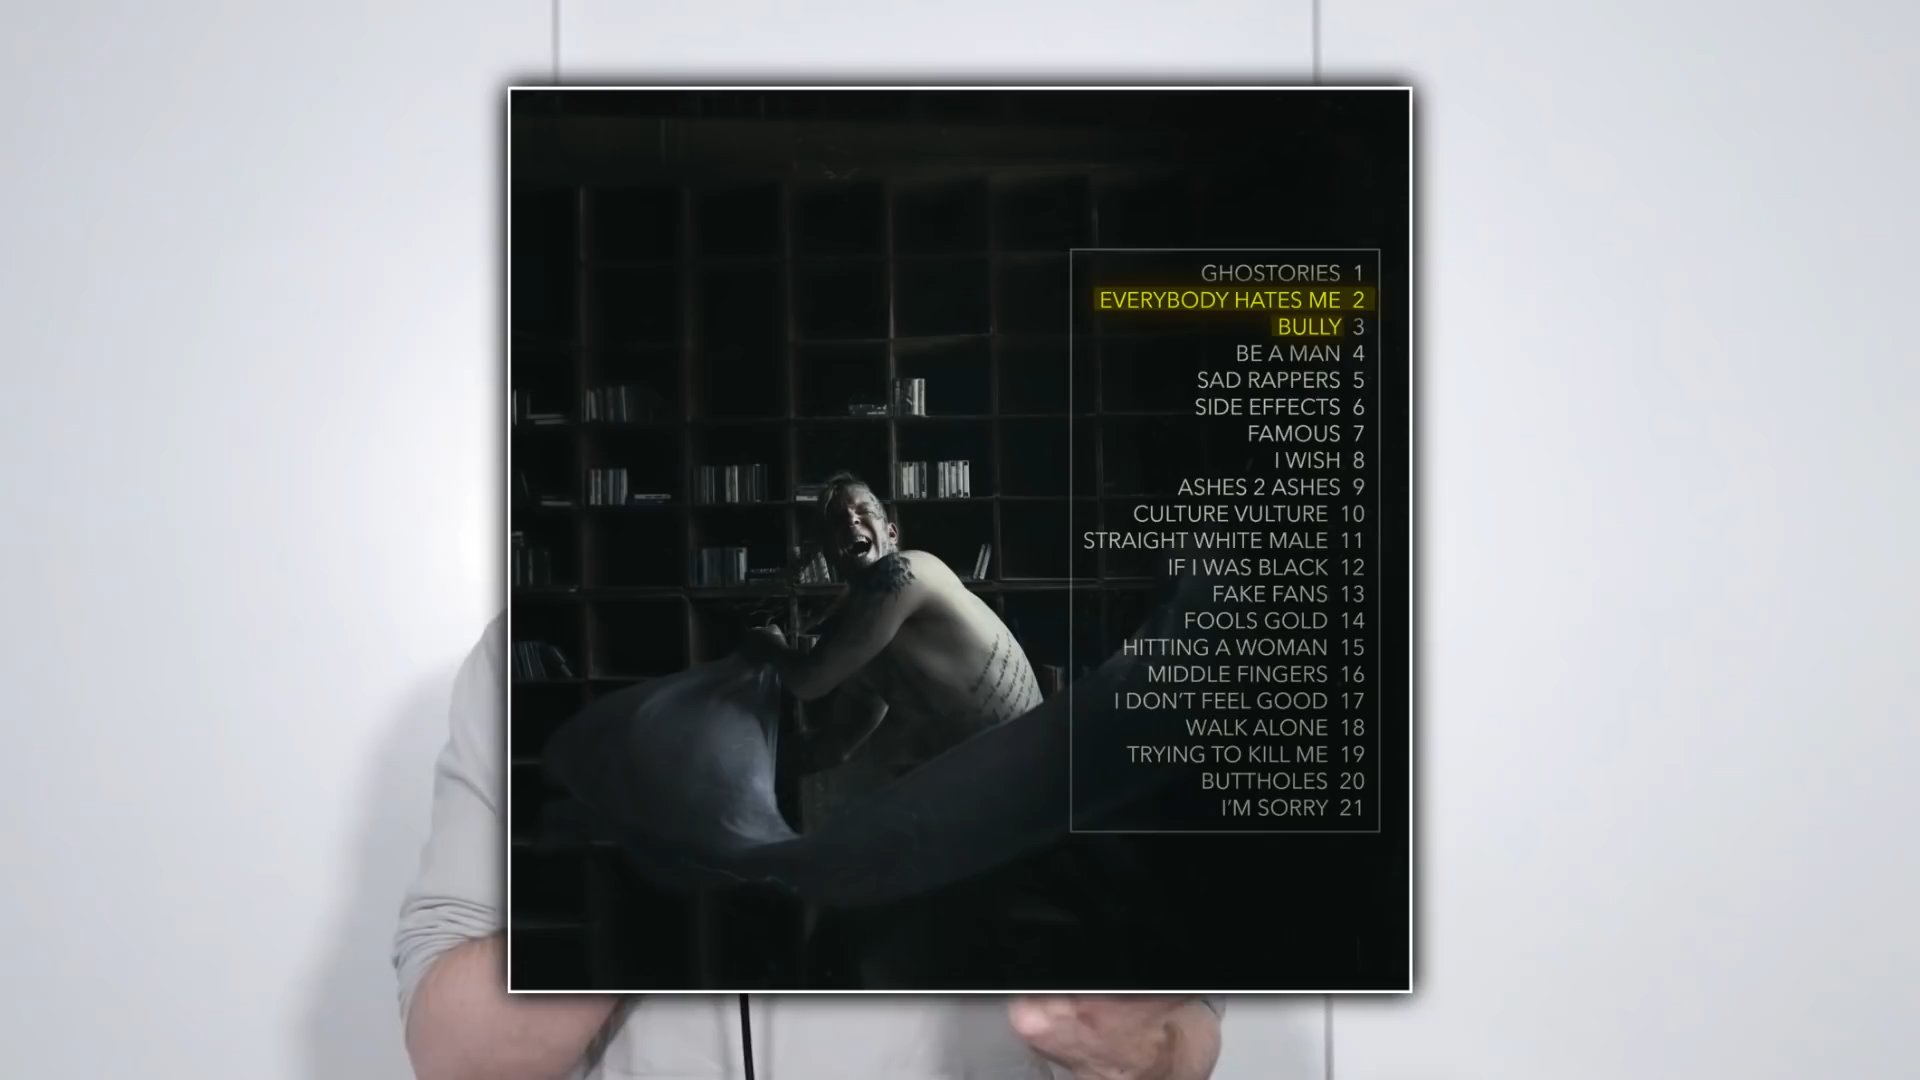 GHOSTORIES 1
EVERYBODY HATES ME 2
BULLY 3
BE A MAN 4
SAD RAPPERS 5
SIDE EFFECTS 6
FAMOUS 7
I WISH 8
ASHES 2 ASHES 9
CULTURE VULTURE 10
STRAIGHT WHITE MALE 11
IF I WAS BLACK 12
FAKE FANS 13
FOOLS GOLD 14
HITTING A WOMAN 15
MIDDLE FINGERS 16
I DON'T FEEL GOOD 17
WALK ALONE 18
TRYING TO KILL ME 19
BUTTHOLES 20
I'M SORRY 21